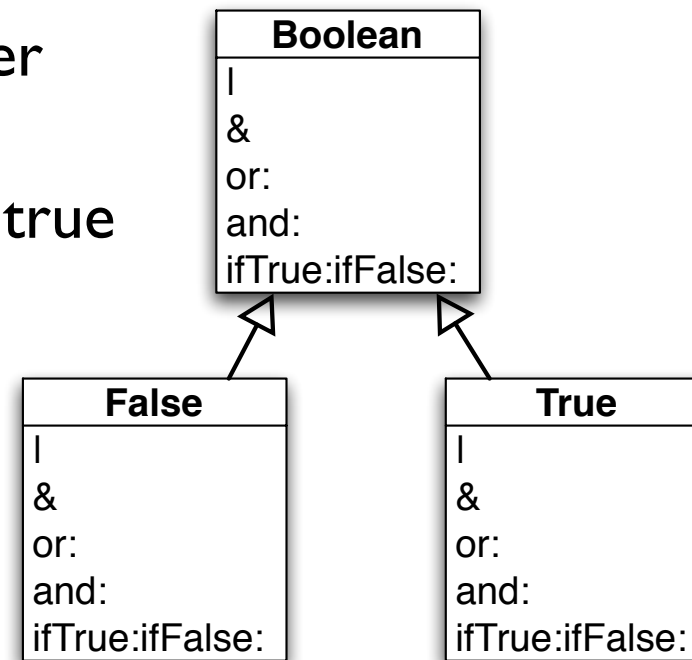 er
true
Boolean
|
&
or:
and:
ifTrue:ifFalse:
False
|
&
or:
and:
ifTrue:ifFalse:
True
|
&
or:
and:
ifTrue:ifFalse: